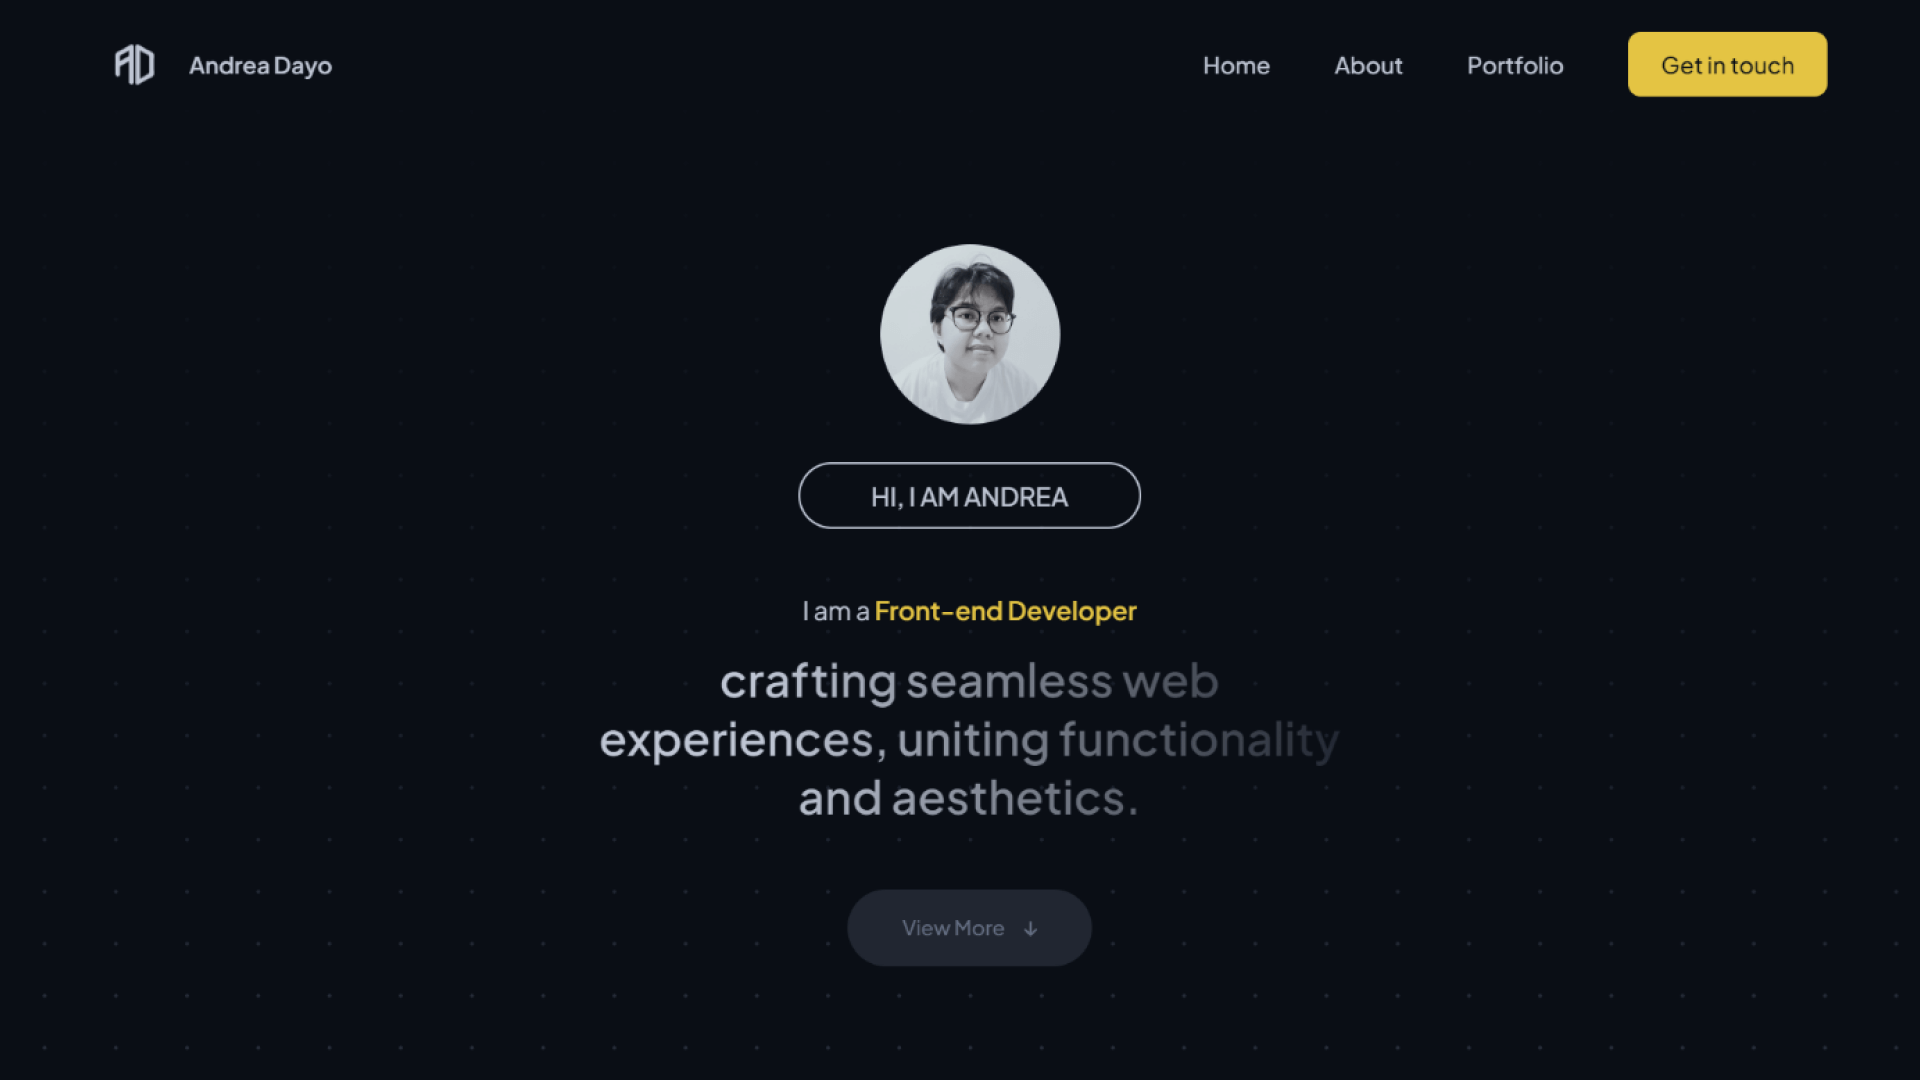 AD
Andrea Dayo
Home
About
Portfolio
Get in touch
HI, I AM ANDREA
I am a Front-end Developer
crafting seamless web
experiences, uniting functionality
and aesthetics.
View More ↓